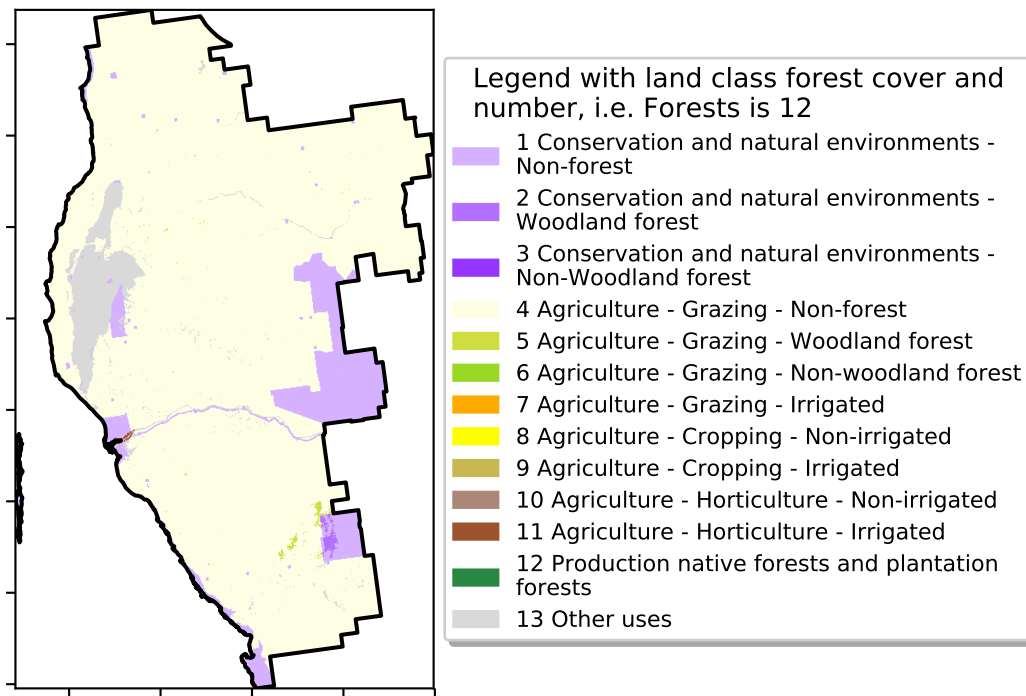 Legend with land class forest cover and
number, i.e. Forests is 12
1 Conservation and natural environments -
Non-forest
2 Conservation and natural environments -
Woodland forest
3 Conservation and natural environments -
Non-Woodland forest
4 Agriculture - Grazing - Non-forest
5 Agriculture - Grazing - Woodland forest
6 Agriculture - Grazing - Non-woodland forest
7 Agriculture - Grazing - Irrigated
8 Agriculture - Cropping - Non-irrigated
9 Agriculture - Cropping - Irrigated
10 Agriculture - Horticulture - Non-irrigated
11 Agriculture - Horticulture - Irrigated
12 Production native forests and plantation
forests
13 Other uses